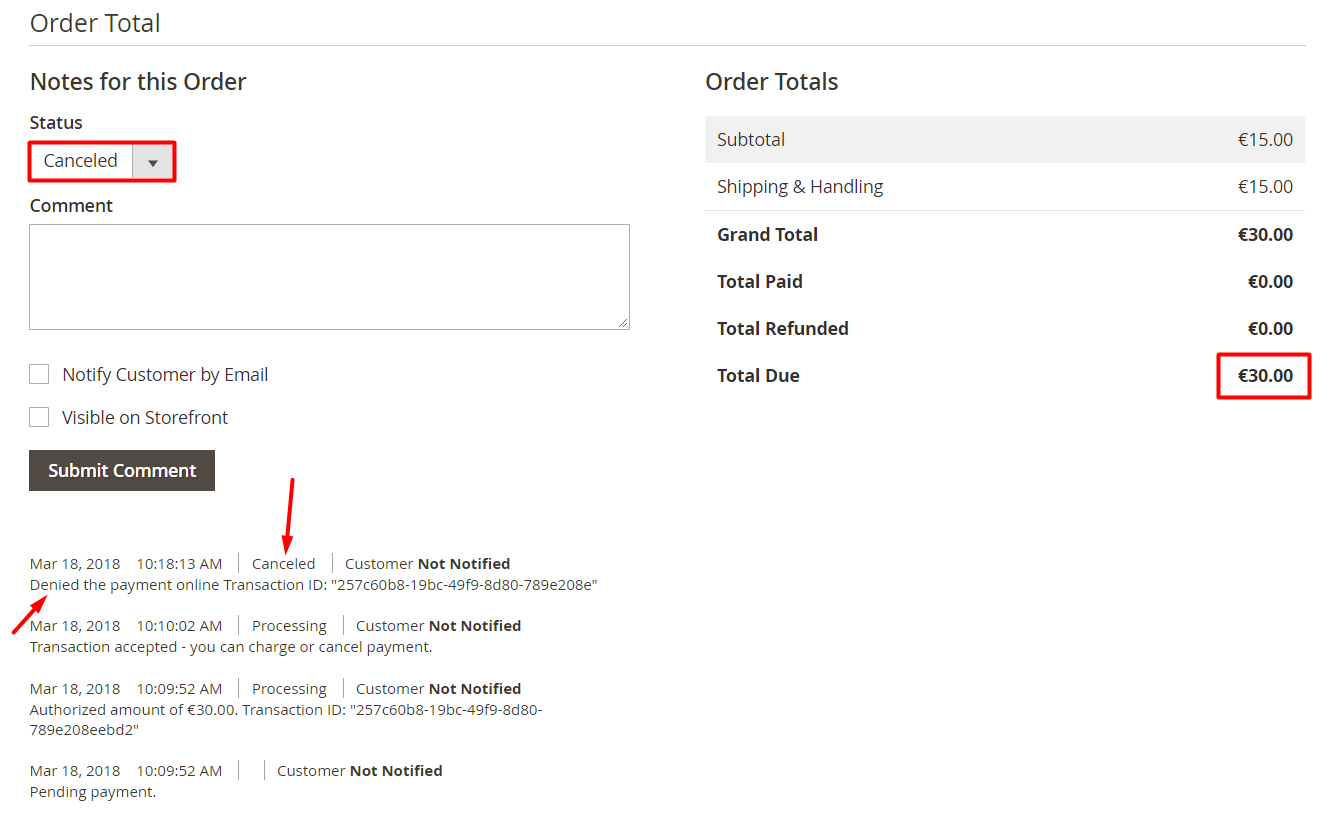 Order Total
Notes for this Order
Status
Canceled
Comment
Notify Customer by Email
Visible on Storefront
Submit Comment
Mar 18, 2018 10:18:13 AM Canceled Customer Not Notified
Denied the payment online Transaction ID: "257c60b8-19bc-49f9-8d80-789e208e"
Mar 18, 2018 10:10:02 AM Processing Customer Not Notified
Transaction accepted - you can charge or cancel payment.
Mar 18, 2018 10:09:52 AM Processing Customer Not Notified
Authorized amount of €30.00. Transaction ID: "257c60b8-19bc-49f9-8d80-
789e208eebd2"
Mar 18, 2018 10:09:52 AM Customer Not Notified
Pending payment.
Order Totals
Subtotal €15.00
Shipping & Handling €15.00
Grand Total €30.00
Total Paid €0.00
Total Refunded €0.00
Total Due €30.00